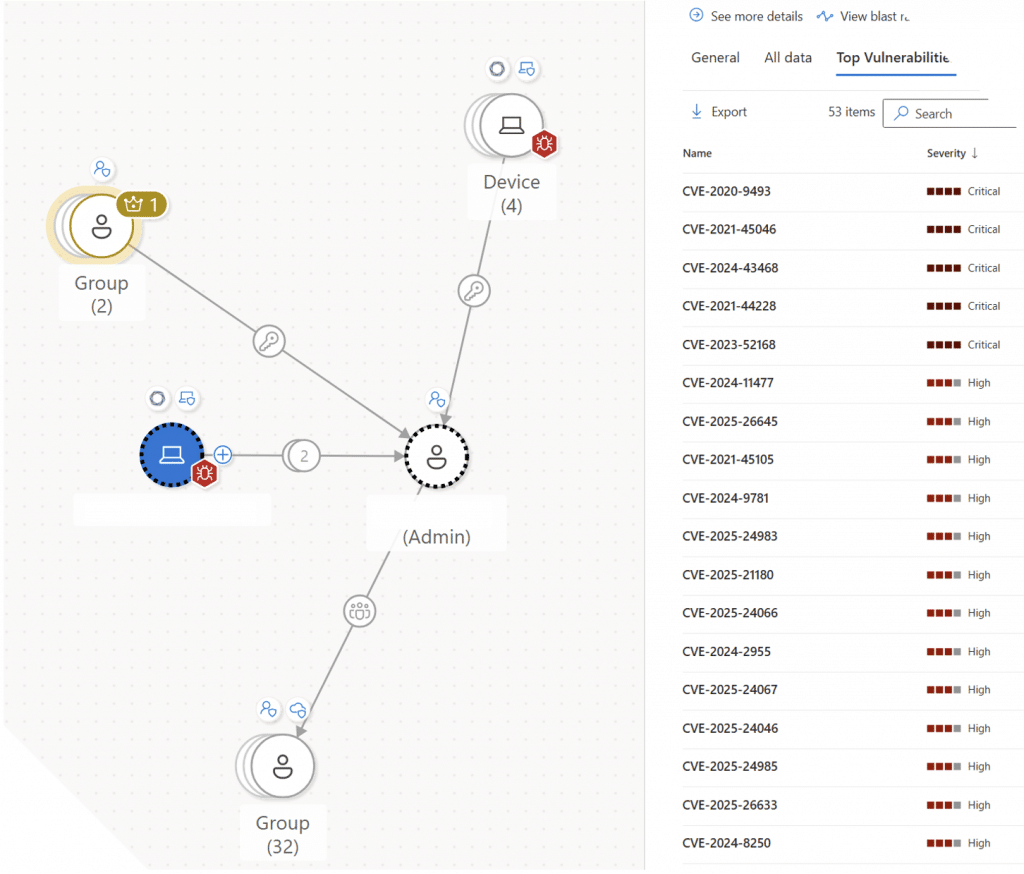 Device
(4)
1
Group
(2)
2
(Admin)
Group
(32)
See more details
View blast
General
All data
Top Vulnerabilitie
Export
53 items
Search
Name
Severity ↓
CVE-2020-9493 Critical
CVE-2021-45046 Critical
CVE-2024-43468 Critical
CVE-2021-44228 Critical
CVE-2023-52168 Critical
CVE-2024-11477 High
CVE-2025-26645 High
CVE-2021-45105 High
CVE-2024-9781 High
CVE-2025-24983 High
CVE-2025-21180 High
CVE-2025-24066 High
CVE-2024-2955 High
CVE-2025-24067 High
CVE-2025-24046 High
CVE-2025-24985 High
CVE-2025-26633 High
CVE-2024-8250 High